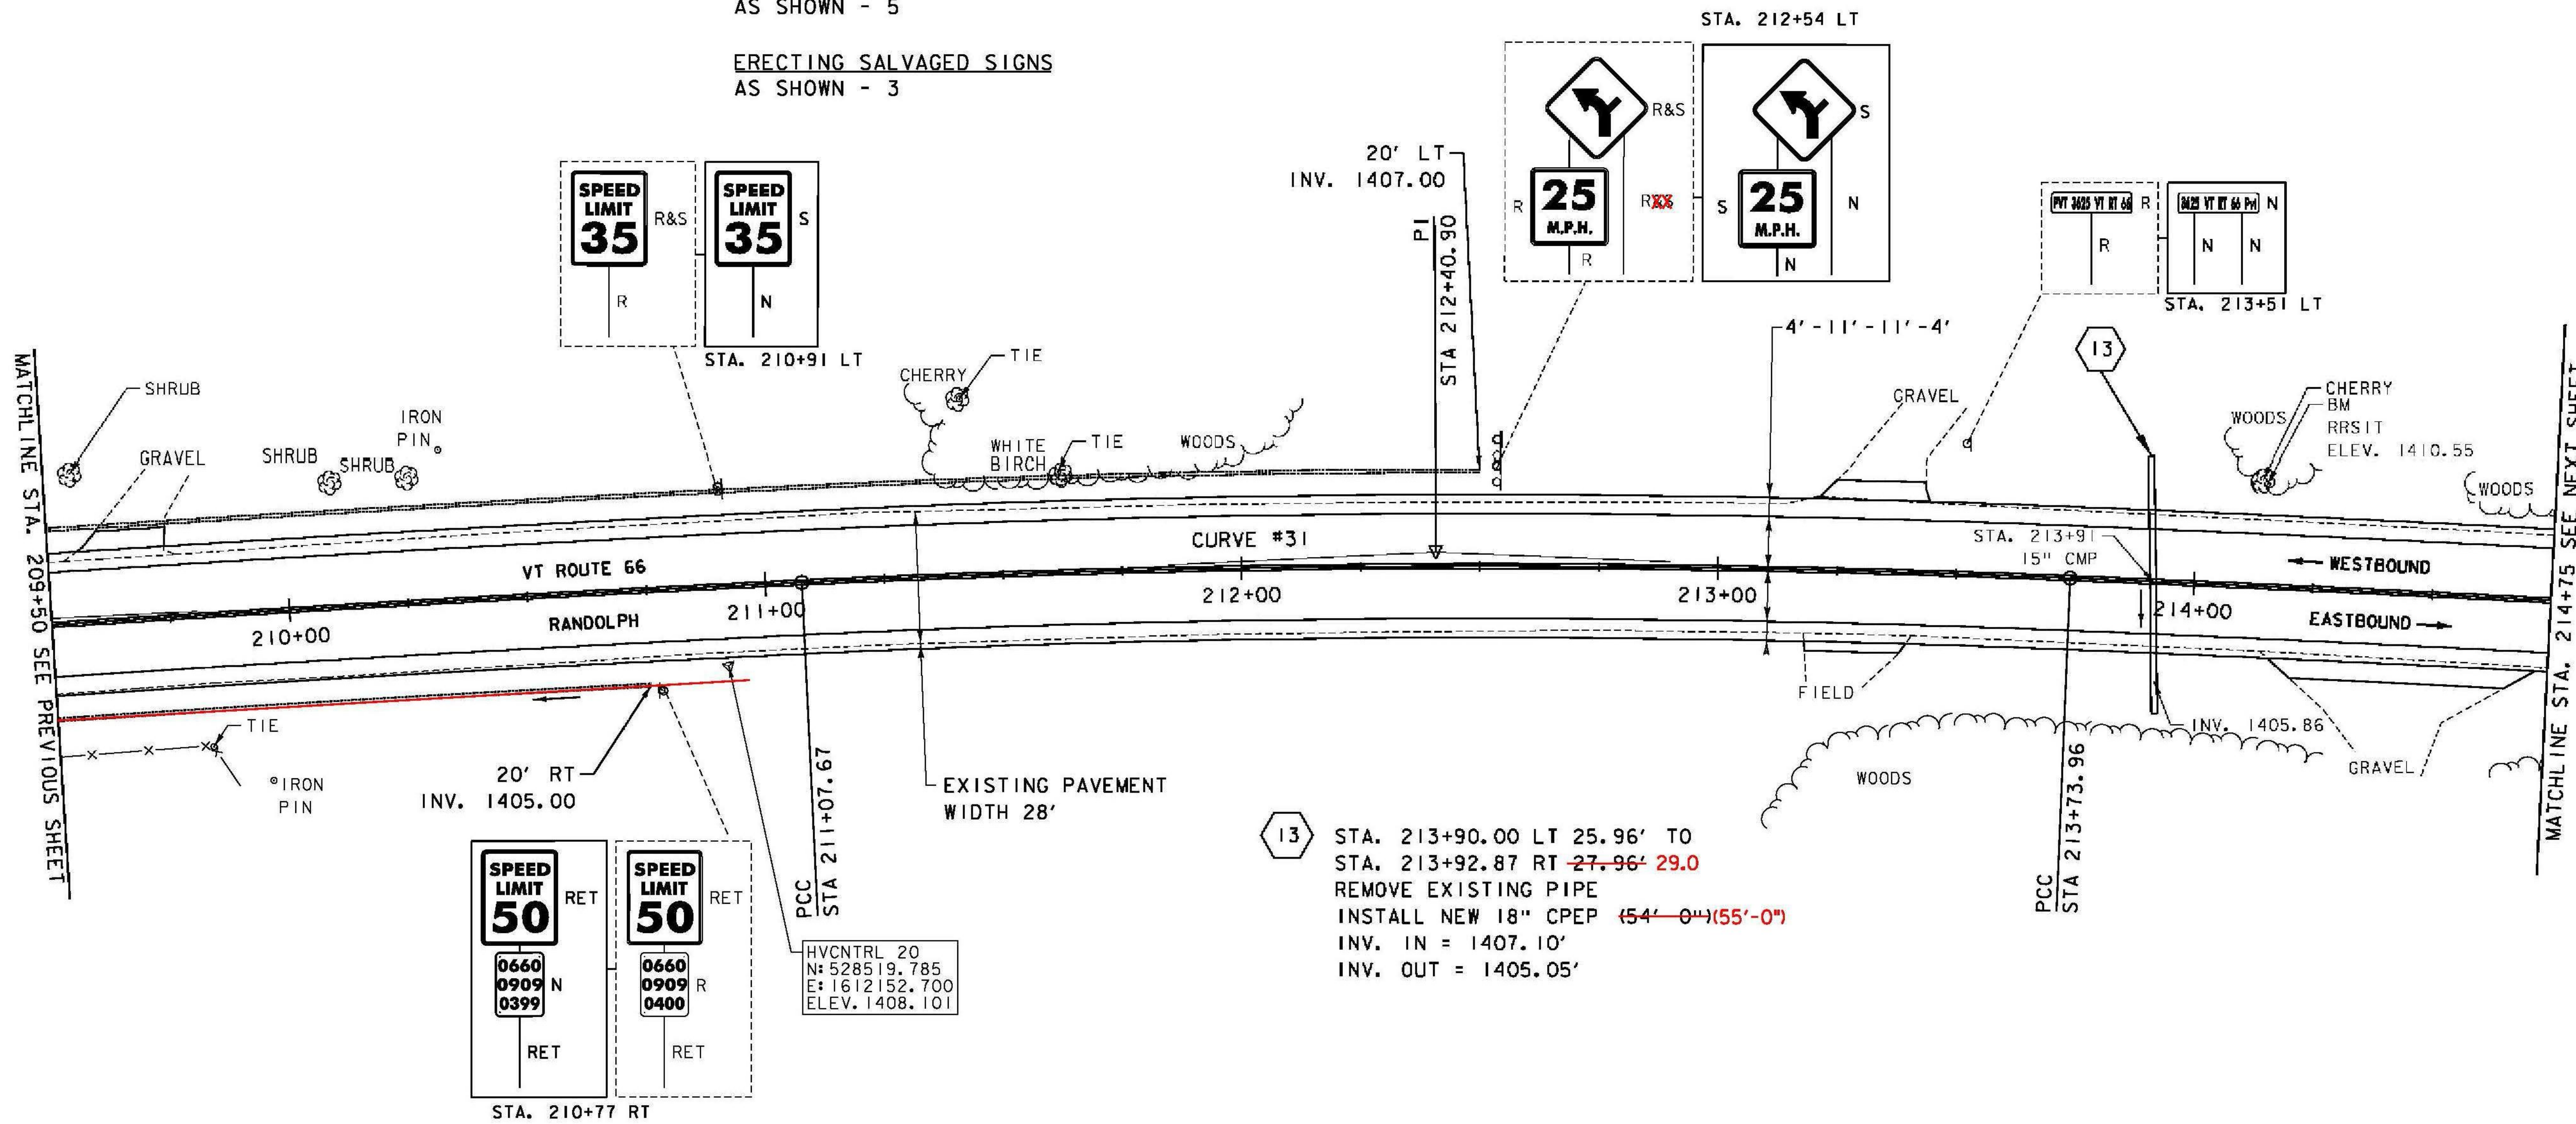 AS SHOWN - 5
ERECTING SALVAGED SIGNS
AS SHOWN - 3
STA. 212+54 LT
R&S
S
20' LT
INV. 1407.00
R
25
M.P.H.
R
S
25
M.P.H.
N
N
SPEED
LIMIT
35
R&S
R
SPEED
LIMIT
35
S
N
STA. 210+91 LT
PI
STA 212+40.90
PVT 3625 VT RT 66
R
R
3625 VT RT 66 Pvt
N
N
N
STA. 213+51 LT
4'-11'-11'-4'
13
MATCHLINE STA. 209+50 SEE PREVIOUS SHEET
SHRUB
GRAVEL
SHRUB
SHRUB
IRON
PIN
CHERRY
TIE
WHITE
BIRCH
TIE
WOODS
GRAVEL
WOODS
CHERRY
BM
RRSIT
ELEV. 1410.55
WOODS
MATCHLINE STA. 214+75 SEE NEXT SHEET
VT ROUTE 66
CURVE #31
STA. 213+91
15" CMP
WESTBOUND
210+00
RANDOLPH
211+00
212+00
213+00
214+00
EASTBOUND
TIE
IRON
PIN
20' RT
INV. 1405.00
PCC
STA 211+07.67
EXISTING PAVEMENT
WIDTH 28'
FIELD
WOODS
INV. 1405.86
GRAVEL
PCC
STA 213+73.96
SPEED
LIMIT
50
RET
0660
0909
0399
N
RET
SPEED
LIMIT
50
RET
0660
0909
0400
R
RET
STA. 210+77 RT
HVCNTRL 20
N: 528519.785
E: 1612152.700
ELEV. 1408.101
13
STA. 213+90.00 LT 25.96' TO
STA. 213+92.87 RT 27.96' 29.0
REMOVE EXISTING PIPE
INSTALL NEW 18" CPEP (54' 0") (55'-0")
INV. IN = 1407.10'
INV. OUT = 1405.05'